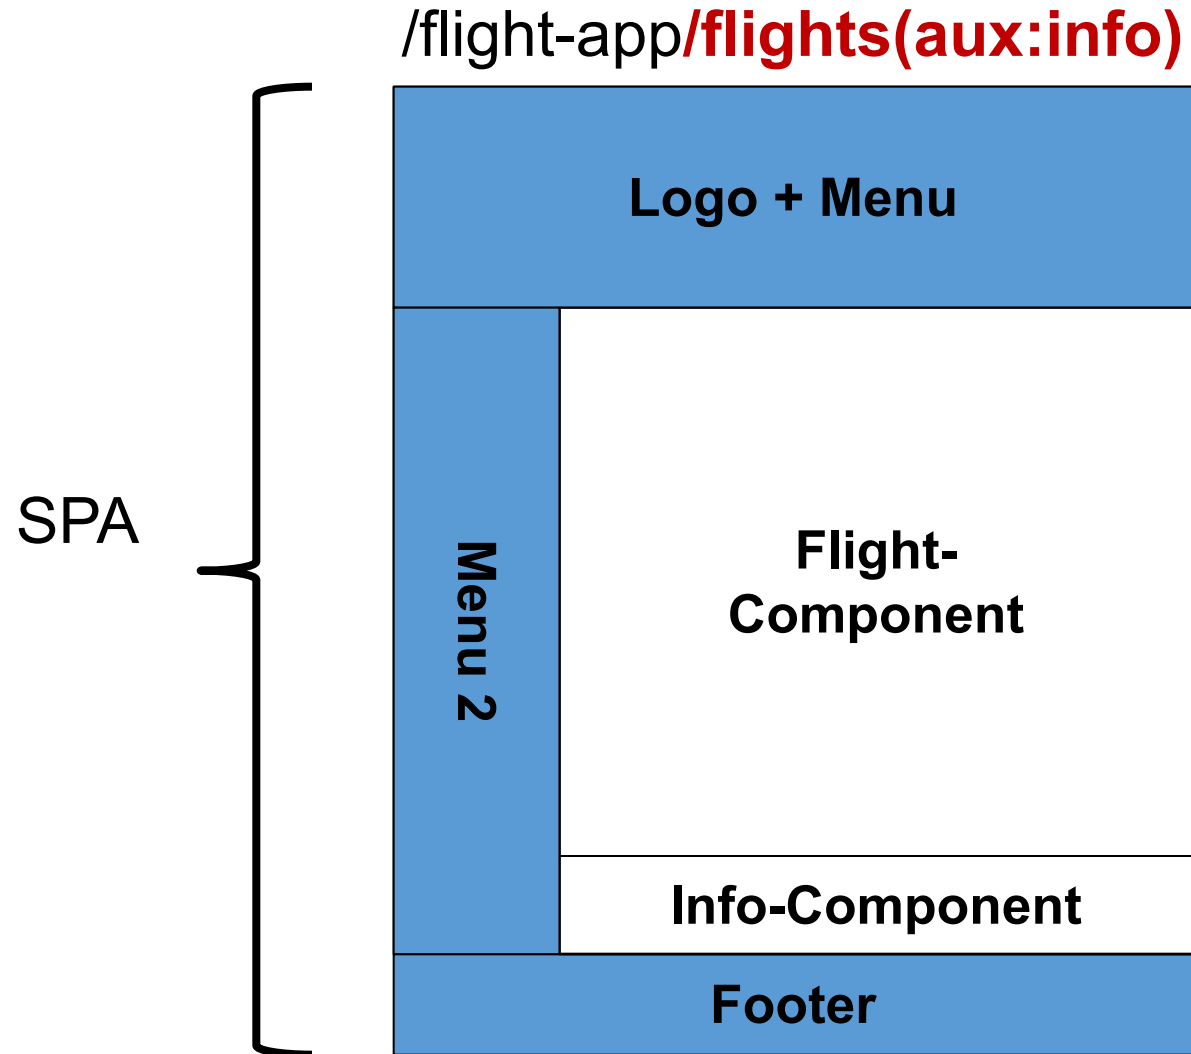 /flight-app/flights(aux:info)
Logo + Menu
SPA
Menu 2
Flight-
Component
Info-Component
Footer